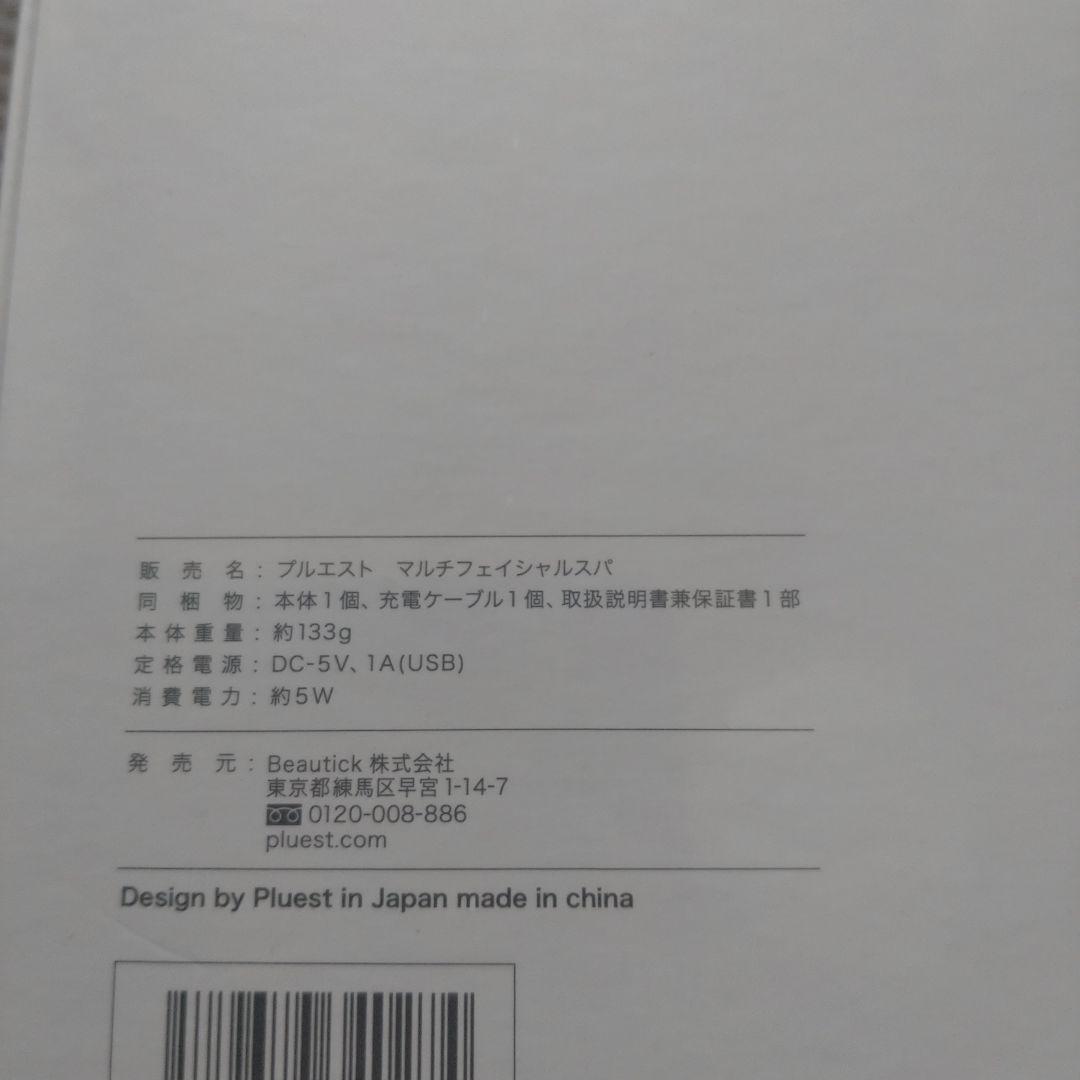 販売名：プルエスト マルチフェイシャルスパ
同梱物：本体1個、充電ケーブル1個、取扱説明書兼保証書1部
本体重量：約133g
定格電源：DC-5V、1A(USB)
消費電力：約5W
発売元：Beautick 株式会社
東京都練馬区早宮1-14-7
0120-008-886
pluest.com
Design by Pluest in Japan made in china